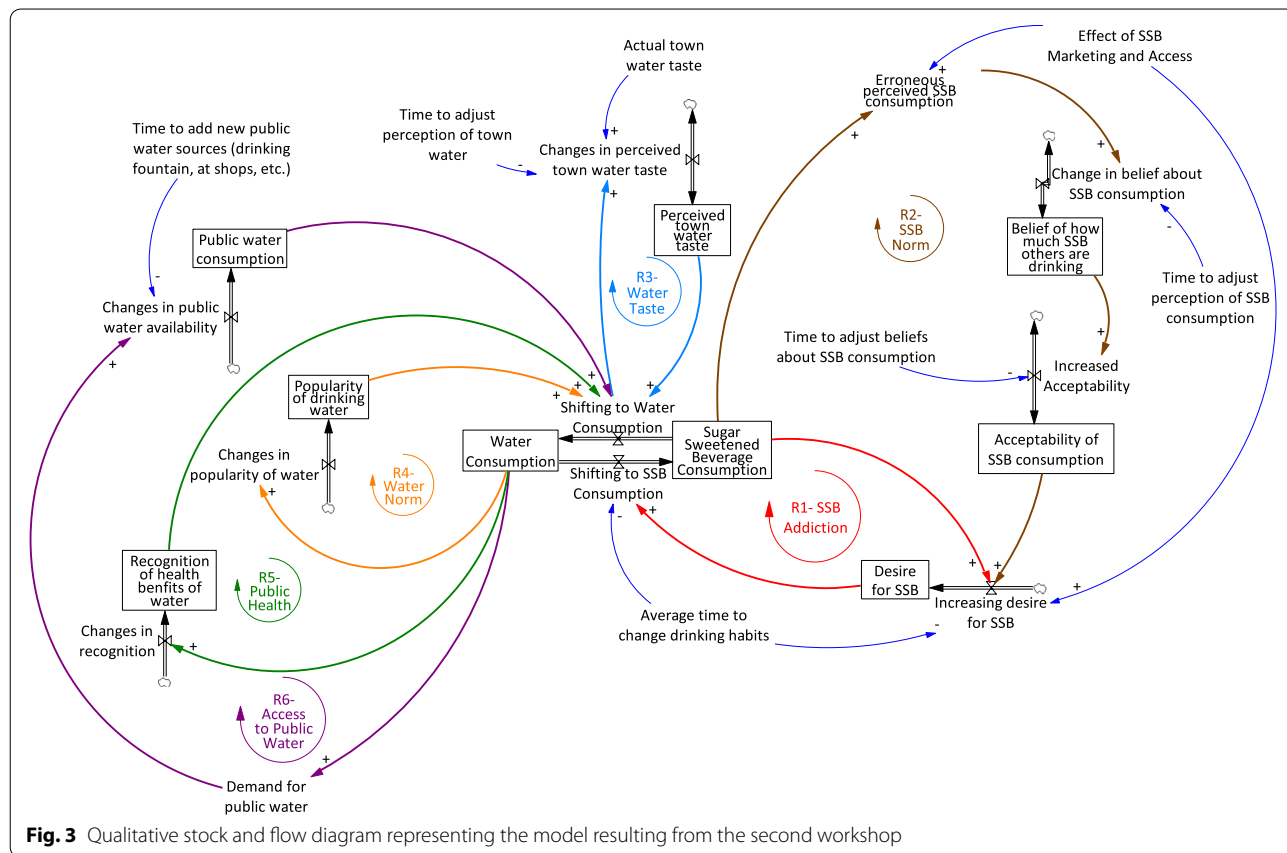 Actual town
water taste
Effect of SSB
Marketing and Access
Erroneous
perceived SSB
consumption
+
+
Time to adjust
perception of town
water
-
+
Changes in perceived
town water taste
+
Time to add new public
water sources (drinking
fountain, at shops, etc.)
-
+
Change in belief about
SSB consumption
-
Perceived
town
water
taste
R2-
SSB
Norm
Belief of how
much SSB
others are
drinking
Public water
consumption
R3-
Water
Taste
Time to adjust
perception of SSB
consumption
Changes in public
water availability
+
Time to adjust beliefs
about SSB consumption
-
+
Increased
Acceptability
Popularity
of drinking
water
+
+
+
+
Shifting to Water
Consumption
Water
Consumption
Sugar
Sweetened
Beverage
Consumption
Acceptability of
SSB consumption
Shifting to SSB
Consumption
-
+
Changes in
popularity of water
+
R4-
Water
Norm
R1- SSB
Addiction
Recognition
of health
benfits of
water
R5-
Public
Health
Desire
for SSB
+
+
+
Increasing desire
for SSB
-
Average time to
change drinking habits
Changes in
recognition
+
R6-
Access
to Public
Water
+
Demand for
public water
Fig. 3 Qualitative stock and flow diagram representing the model resulting from the second workshop